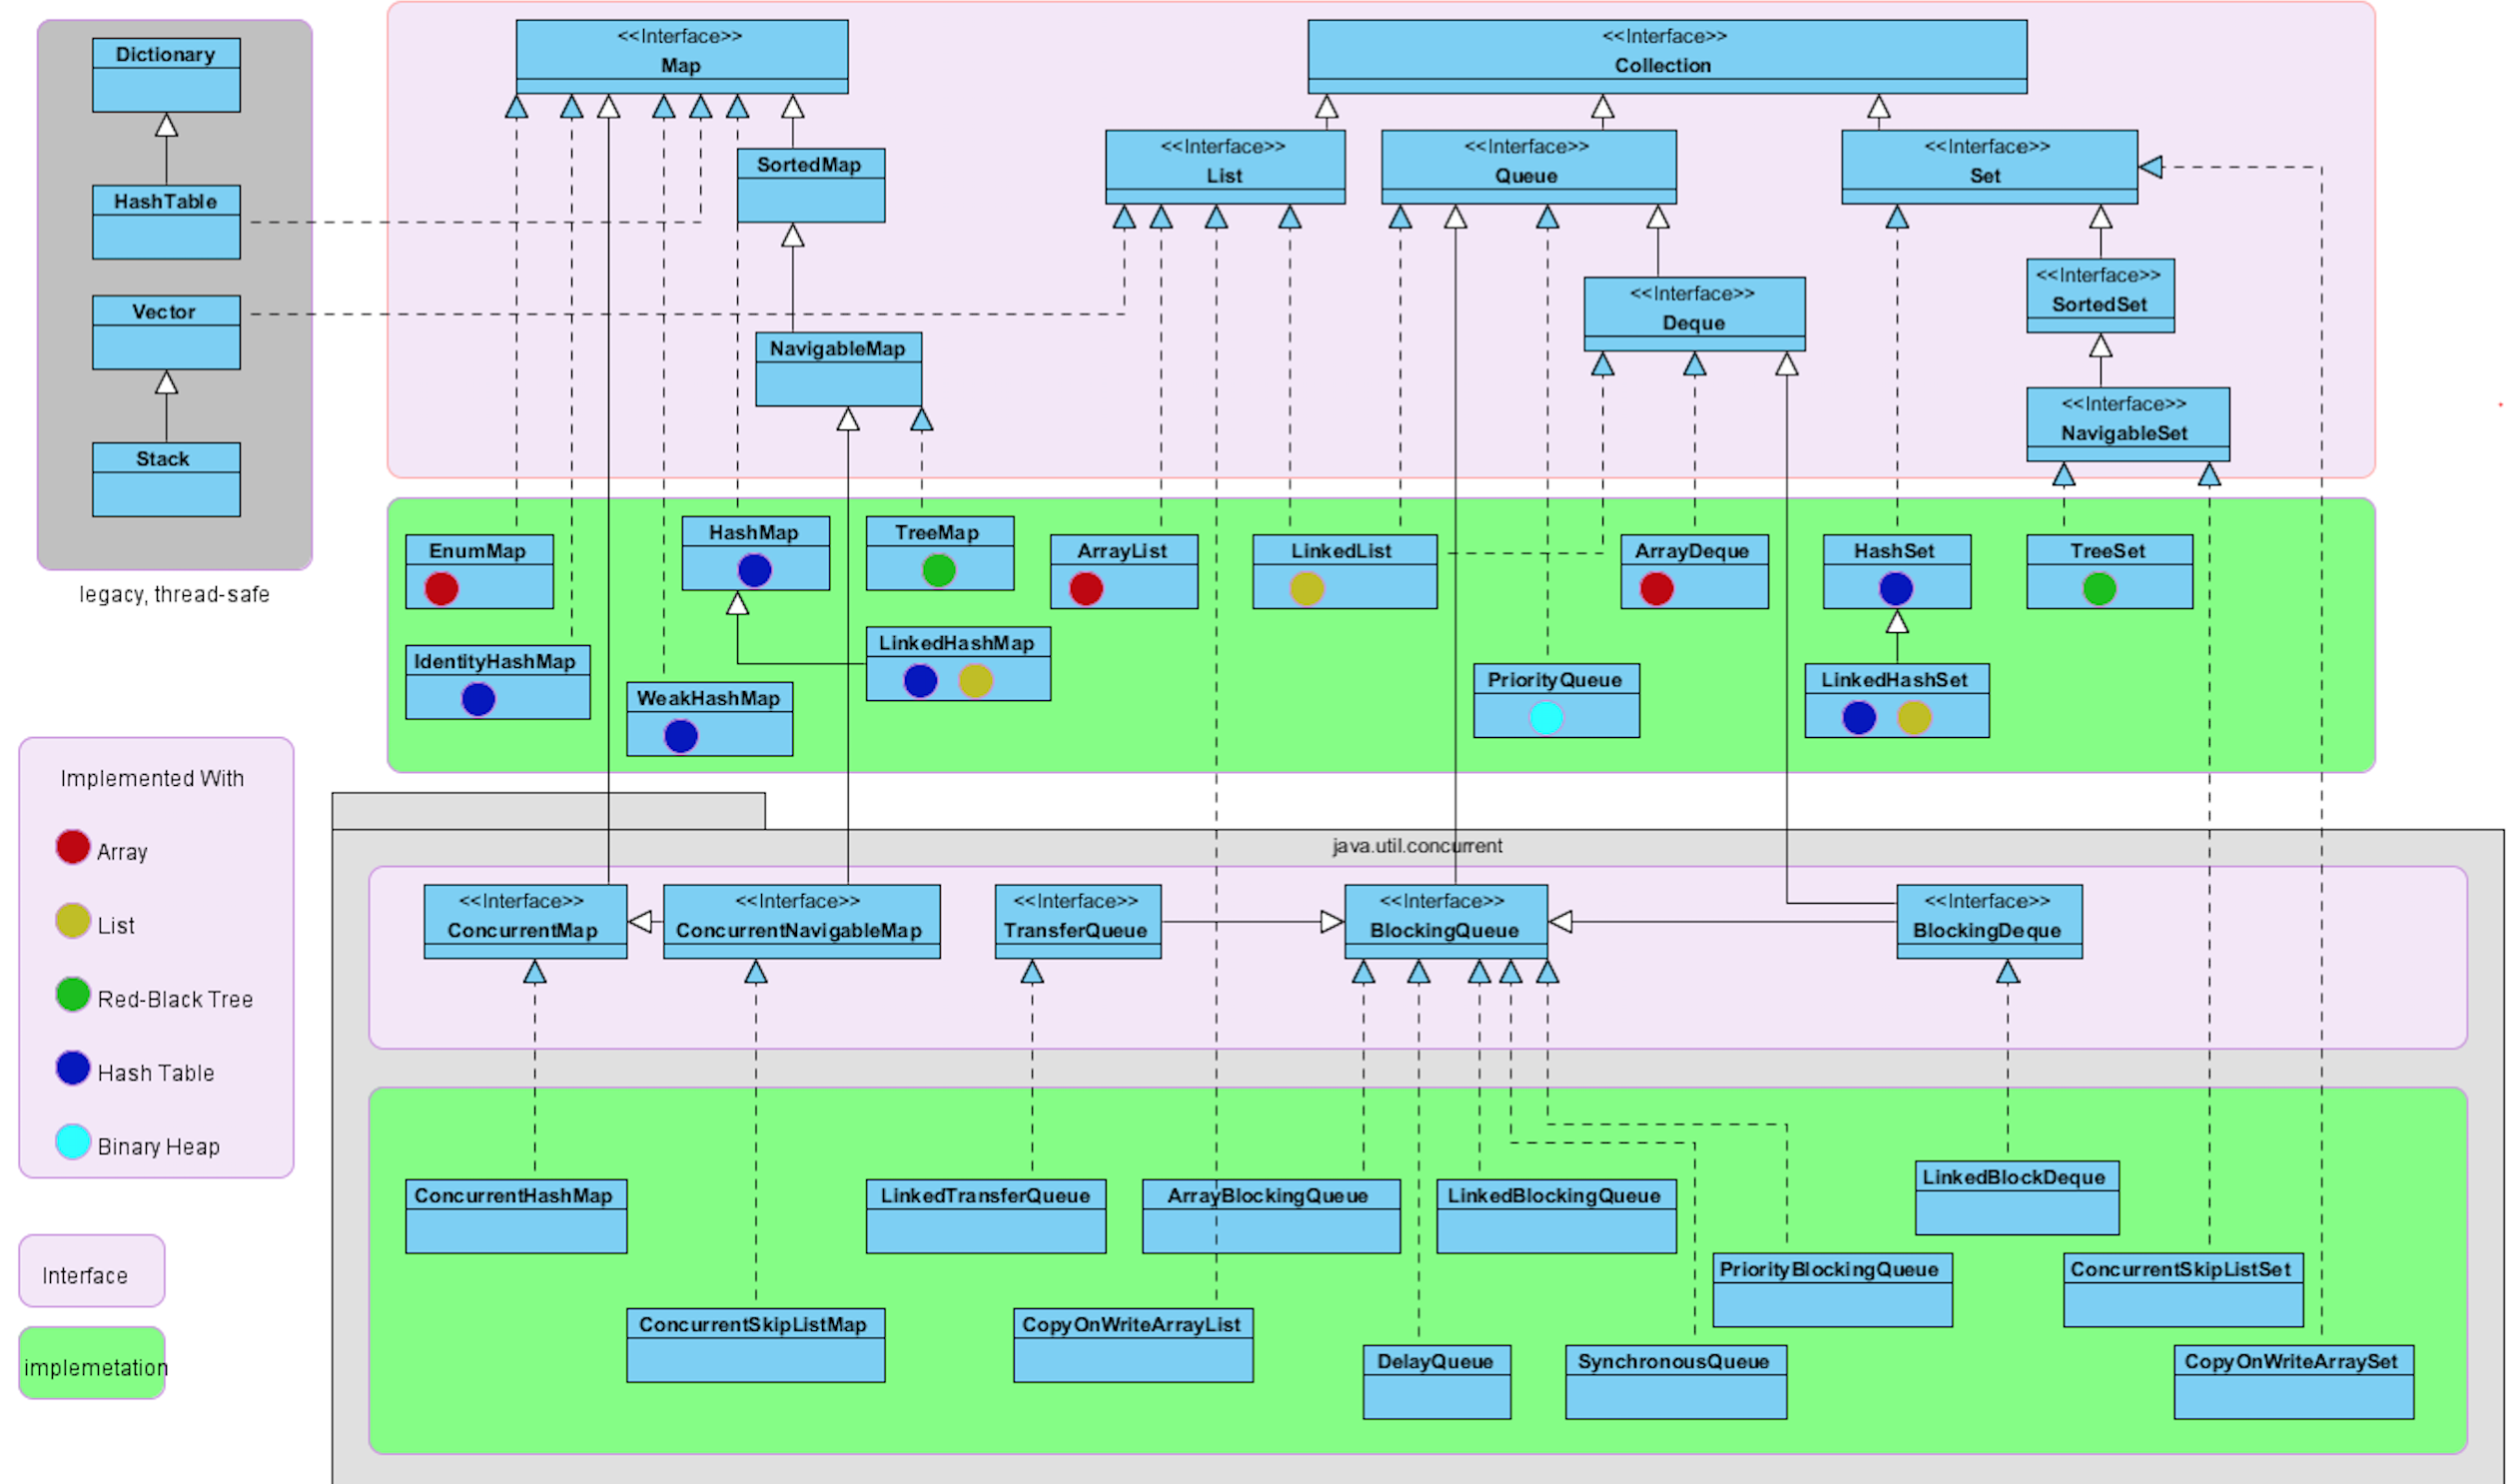 Dictionary
HashTable
Vector
Stack
legacy, thread-safe
<<Interface>>
Map
SortedMap
NavigableMap
<<Interface>>
Collection
<<Interface>>
List
<<Interface>>
Queue
<<Interface>>
Set
<<Interface>>
Deque
<<Interface>>
SortedSet
<<Interface>>
NavigableSet
EnumMap
HashMap
TreeMap
ArrayList
LinkedList
ArrayDeque
HashSet
TreeSet
IdentityHashMap
WeakHashMap
LinkedHashMap
PriorityQueue
LinkedHashSet
Implemented With
Array
List
Red-Black Tree
Hash Table
Binary Heap
Interface
implemetation
java.util.concurrent
<<Interface>>
ConcurrentMap
<<Interface>>
ConcurrentNavigableMap
<<Interface>>
TransferQueue
<<Interface>>
BlockingQueue
<<Interface>>
BlockingDeque
ConcurrentHashMap
LinkedTransferQueue
ArrayBlockingQueue
LinkedBlockingQueue
LinkedBlockDeque
PriorityBlockingQueue
ConcurrentSkipListSet
ConcurrentSkipListMap
CopyOnWriteArrayList
DelayQueue
SynchronousQueue
CopyOnWriteArraySet